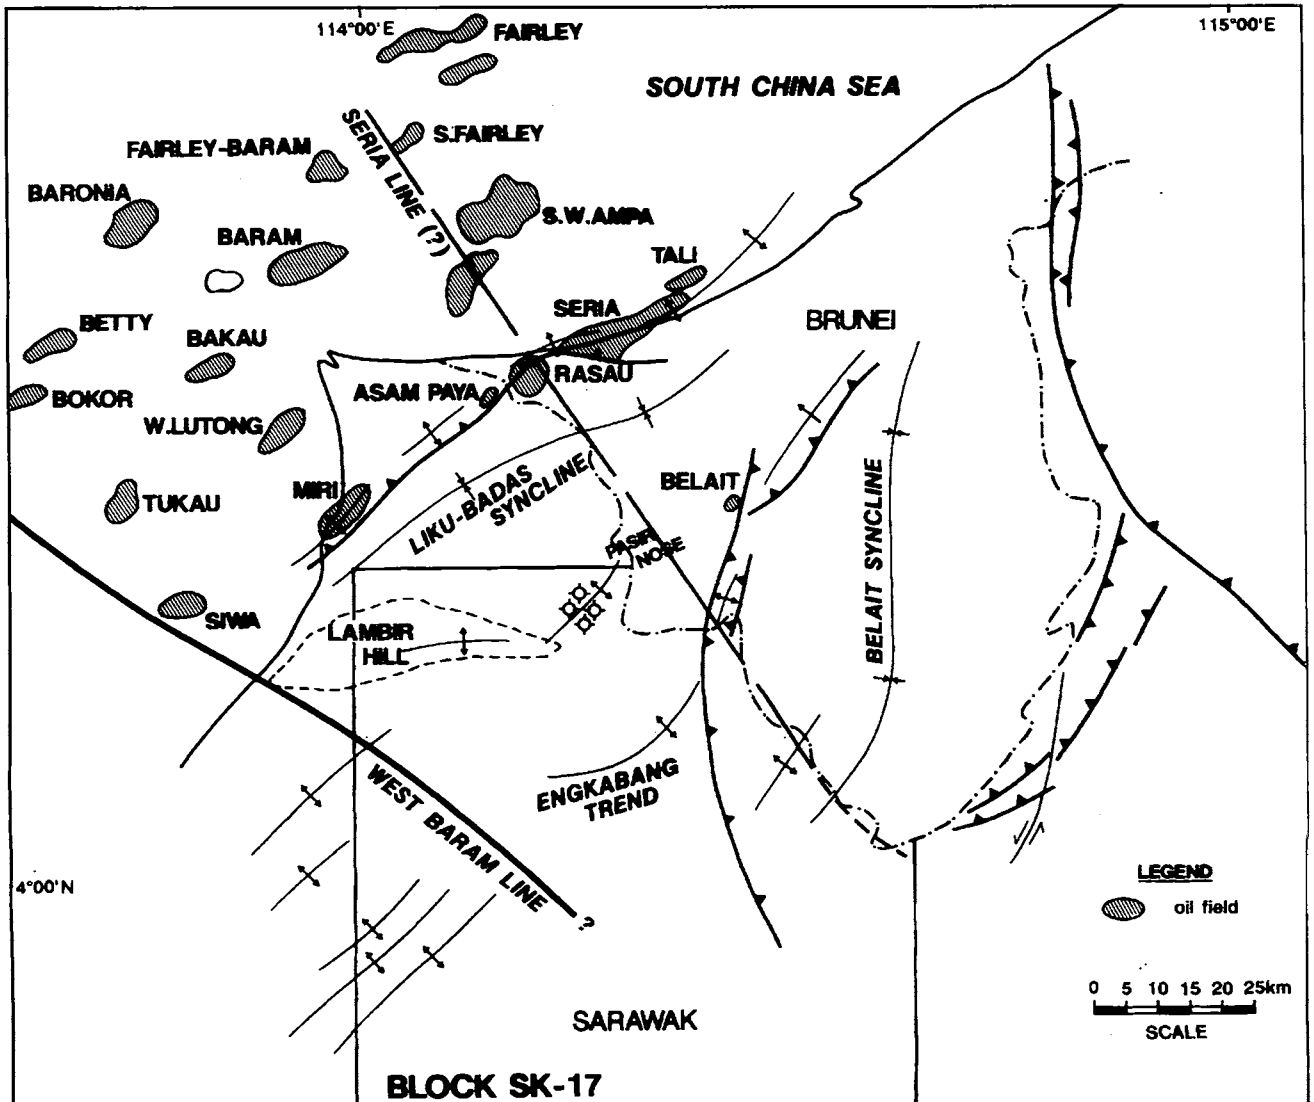 114°00'E
115°00'E
FAIRLEY
SOUTH CHINA SEA
SERIA LINE (?)
S.FAIRLEY
FAIRLEY-BARAM
BARONIA
S.W.AMPA
BARAM
TALI
SERIA
BETTY
BAKAU
BRUNEI
RASAU
ASAM PAYA
BOKOR
W.LUTONG
MIRI
TUKAU
LIKU-BADAS
SYNCLINE
BELAIT
BELAIT SYNCLINE
PASIR
NOSE
SIWA
LAMBIR
HILL
ENGKABANG
TREND
WEST BARAM LINE
?
4°00'N
LEGEND
oil field
0 5 10 15 20 25km
SCALE
SARAWAK
BLOCK SK-17